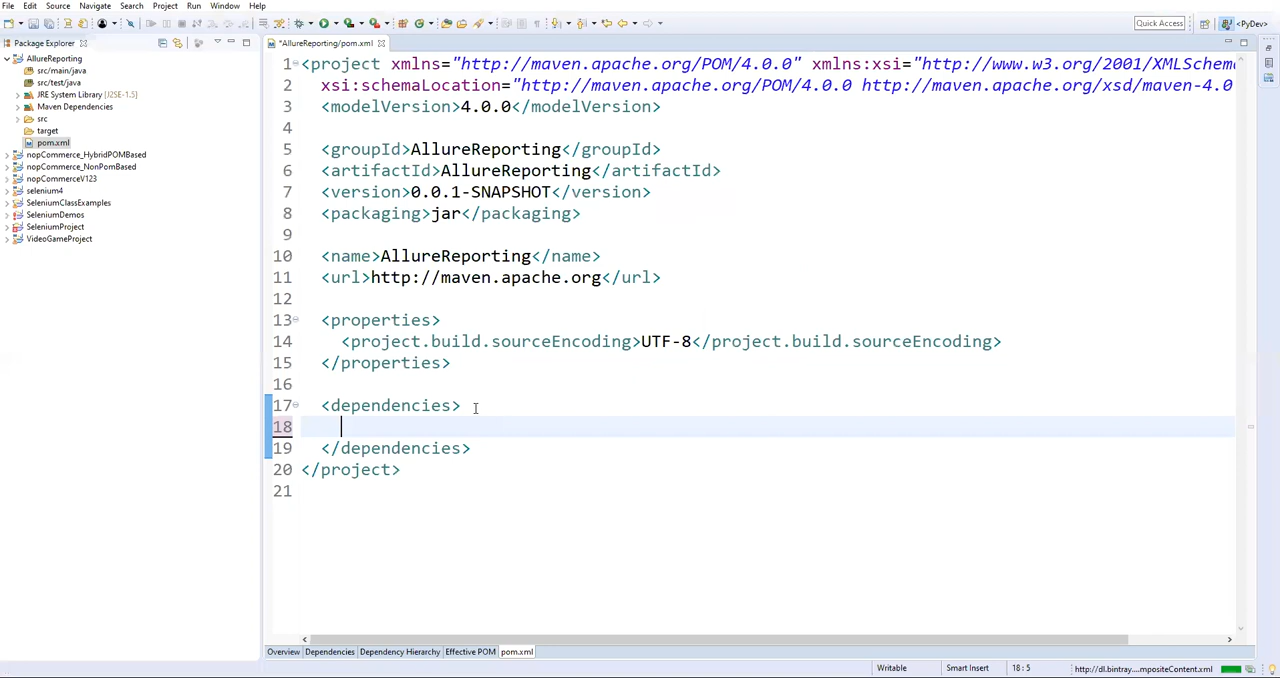 File Edit Source Navigate Search Project Run Window Help
Quick Access
<PyDev>
Package Explorer
*AllureReporting/pom.xml
AllureReporting
src/main/java
src/test/java
JRE System Library [J2SE-1.5]
Maven Dependencies
src
target
pom.xml
nopCommerce_HybridPOMBased
nopCommerce_NonPomBased
nopCommerceV123
selenium4
SeleniumClassExamples
SeleniumDemos
SeleniumProject
VideoGameProject
1 <project xmlns="http://maven.apache.org/POM/4.0.0" xmlns:xsi="http://www.w3.org/2001/XMLSchem
2 xsi:schemaLocation="http://maven.apache.org/POM/4.0.0 http://maven.apache.org/xsd/maven-4.0
3 <modelVersion>4.0.0</modelVersion>
4
5 <groupId>AllureReporting</groupId>
6 <artifactId>AllureReporting</artifactId>
7 <version>0.0.1-SNAPSHOT</version>
8 <packaging>jar</packaging>
9
10 <name>AllureReporting</name>
11 <url>http://maven.apache.org</url>
12
13 <properties>
14 <project.build.sourceEncoding>UTF-8</project.build.sourceEncoding>
15 </properties>
16
17 <dependencies>
18
19 </dependencies>
20 </project>
21
Overview Dependencies Dependency Hierarchy Effective POM pom.xml
Writable Smart Insert 18 : 5 http://dl.bintray....mpositeContent.xml